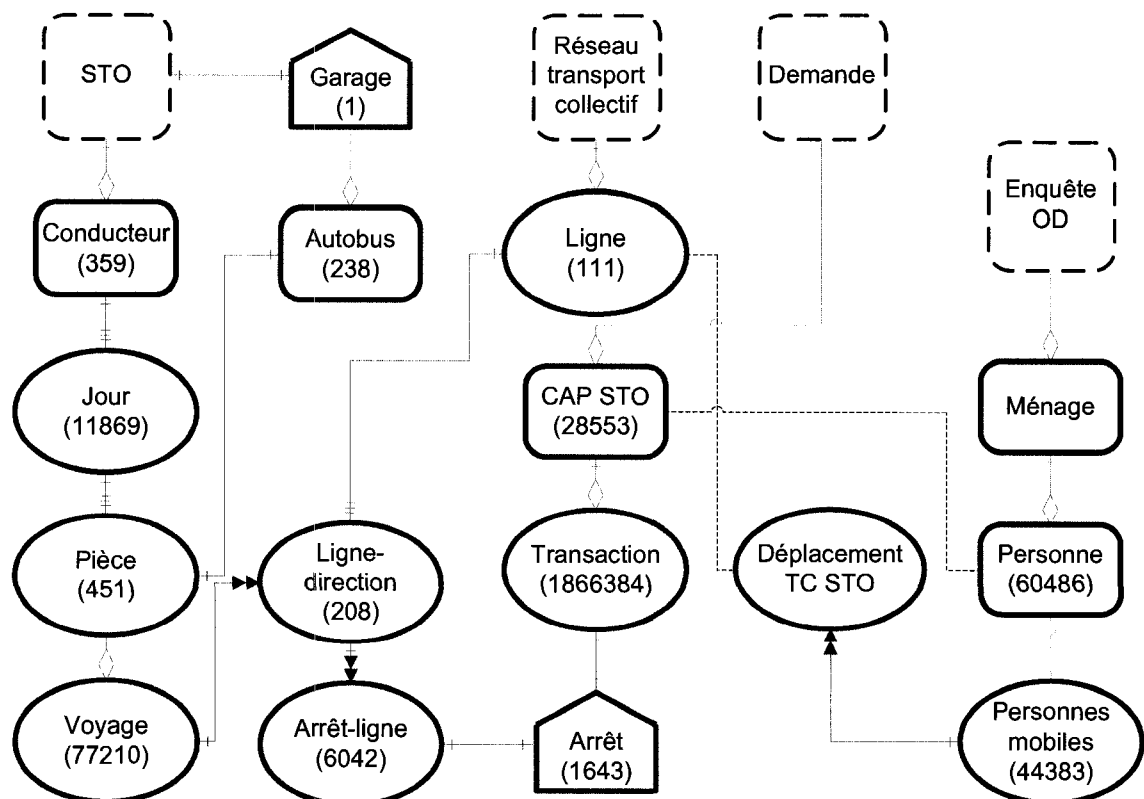 STO
Garage
(1)
Réseau
transport
collectif
Demande
Enquête
OD
Conducteur
(359)
Autobus
(238)
Ligne
(111)
Jour
(11869)
CAP STO
(28553)
Ménage
Pièce
(451)
Ligne-
direction
(208)
Transaction
(1866384)
Déplacement
TC STO
Personne
(60486)
Voyage
(77210)
Arrêt-ligne
(6042)
Arrêt
(1643)
Personnes
mobiles
(44383)